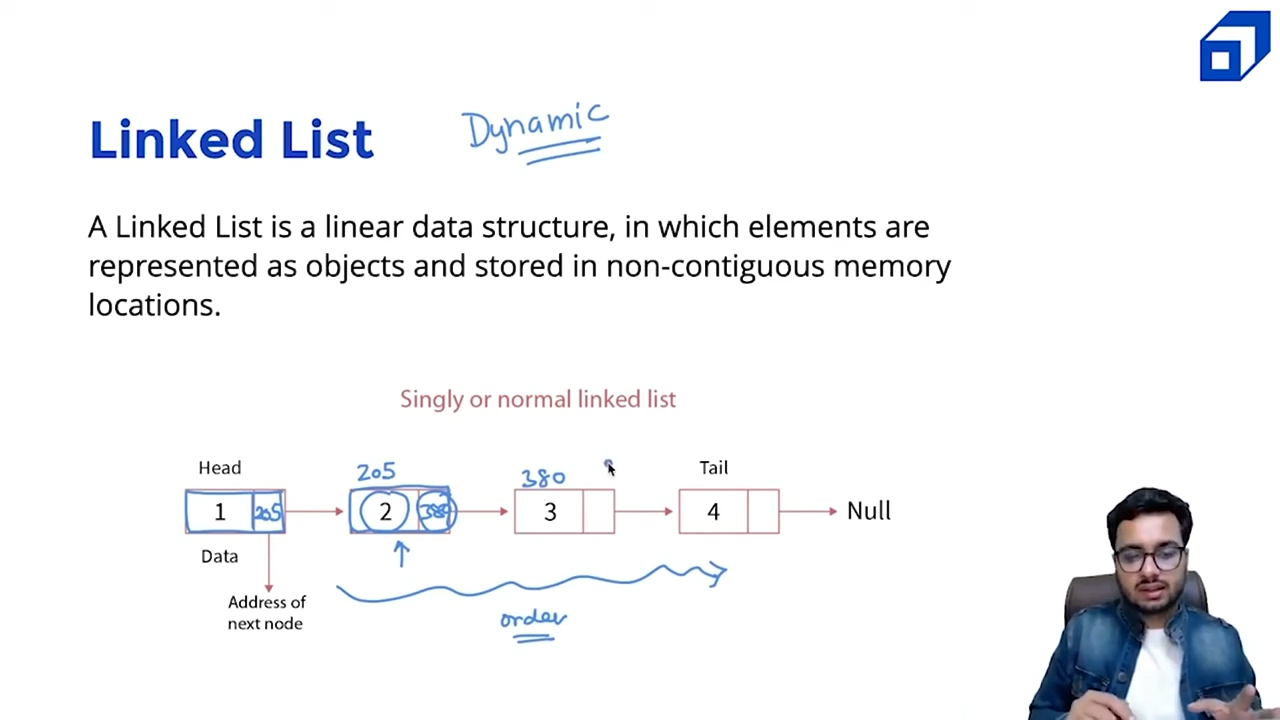 Linked List
Dynamic
A Linked List is a linear data structure, in which elements are
represented as objects and stored in non-contiguous memory
locations.
Singly or normal linked list
Head
205
380
Tail
1 205
2 380
3
4
Null
Data
Address of
next node
order